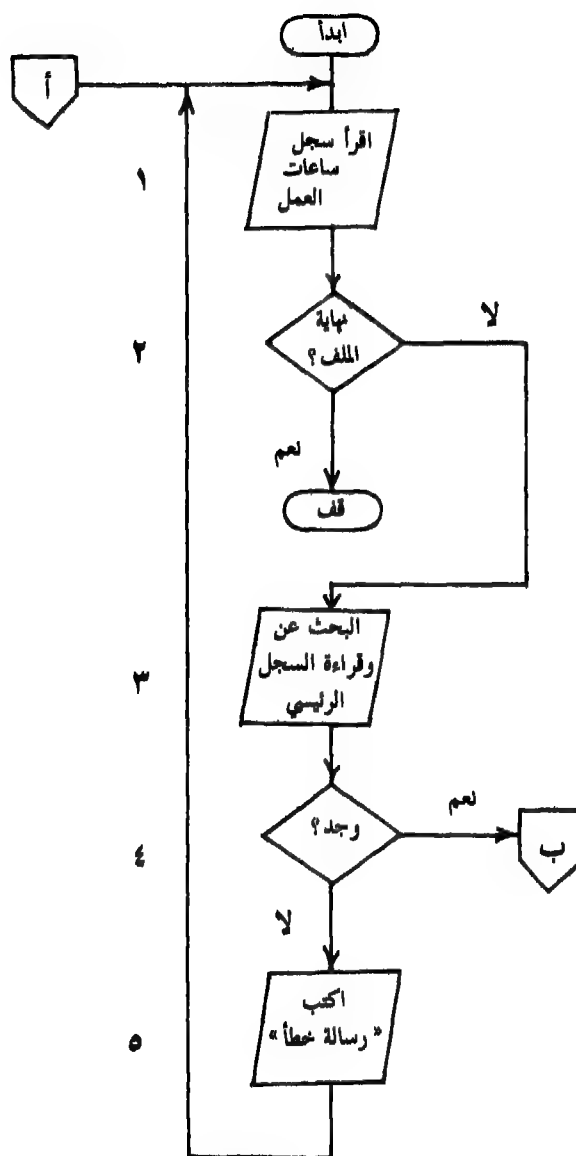 ابدأ
أ
اقرأ سجل
ساعات
العمل
١
نهاية
الملف؟
لا
٢
نعم
قف
البحث عن
وقراءة السجل
الرئيسي
٣
وجد؟
نعم
ب
٤
لا
اكتب
« رسالة خطأ »
٥